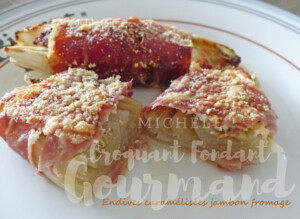 MICHELE
Croquant Fondant
Gourmand
Endives caramélisées jambon fromage